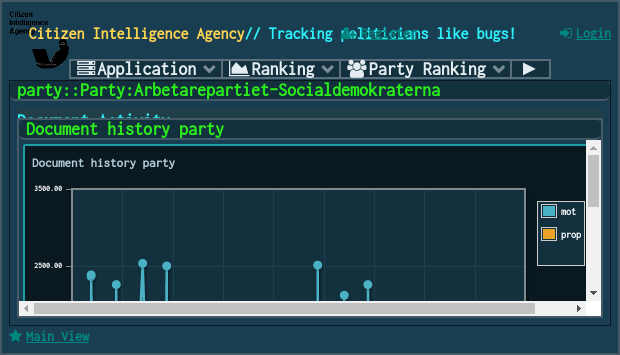 Citizen
Intelligence
Agency
Citizen Intelligence Agency// Tracking politicians like bugs!
Register
Login
Application
Ranking
Party Ranking
party::Party:Arbetarepartiet-Socialdemokraterna
Document Activity
Document history party
Document history party
3500.00
2500.00
mot
prop
Main View